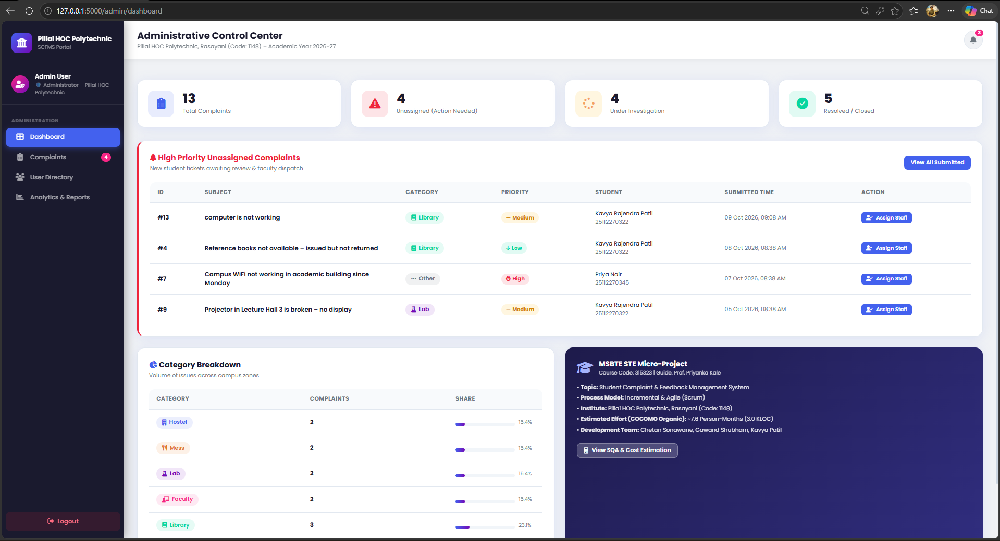 127.0.0.1:5000/admin/dashboard
Chat
Pillai HOC Polytechnic
SCFMS Portal
Admin User
Administrator – Pillai HOC
Polytechnic
ADMINISTRATION
Dashboard
Complaints 4
User Directory
Analytics & Reports
Logout
Administrative Control Center
Pillai HOC Polytechnic, Rasayani (Code: 1148) – Academic Year 2026-27
3
13
Total Complaints
4
Unassigned (Action Needed)
4
Under Investigation
5
Resolved / Closed
High Priority Unassigned Complaints
New student tickets awaiting review & faculty dispatch
View All Submitted
ID SUBJECT CATEGORY PRIORITY STUDENT SUBMITTED TIME ACTION
#13 computer is not working Library Medium Kavya Rajendra Patil 09 Oct 2026, 09:08 AM Assign Staff
25112270322
#4 Reference books not available – issued but not returned Library Low Kavya Rajendra Patil 08 Oct 2026, 08:38 AM Assign Staff
25112270322
#7 Campus WiFi not working in academic building since Other High Priya Nair 07 Oct 2026, 08:38 AM Assign Staff
Monday 25112270345
#9 Projector in Lecture Hall 3 is broken – no display Lab Medium Kavya Rajendra Patil 05 Oct 2026, 08:38 AM Assign Staff
25112270322
Category Breakdown
Volume of issues across campus zones
CATEGORY COMPLAINTS SHARE
Hostel 2 15.4%
Mess 2 15.4%
Lab 2 15.4%
Faculty 2 15.4%
Library 3 23.1%
MSBTE STE Micro-Project
Course Code: 315323 | Guide: Prof. Priyanka Kale
• Topic: Student Complaint & Feedback Management System
• Process Model: Incremental & Agile (Scrum)
• Institute: Pillai HOC Polytechnic, Rasayani (Code: 1148)
• Estimated Effort (COCOMO Organic): ~7.6 Person-Months (3.0 KLOC)
• Development Team: Chetan Sonawane, Gawand Shubham, Kavya Patil
View SQA & Cost Estimation